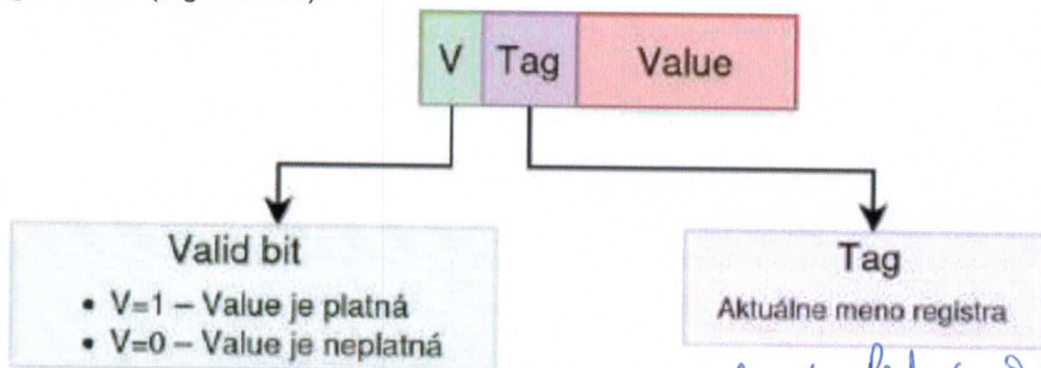 V Tag Value
Valid bit
• V=1 – Value je platná
• V=0 – Value je neplatná
Tag
Aktuálne meno registra